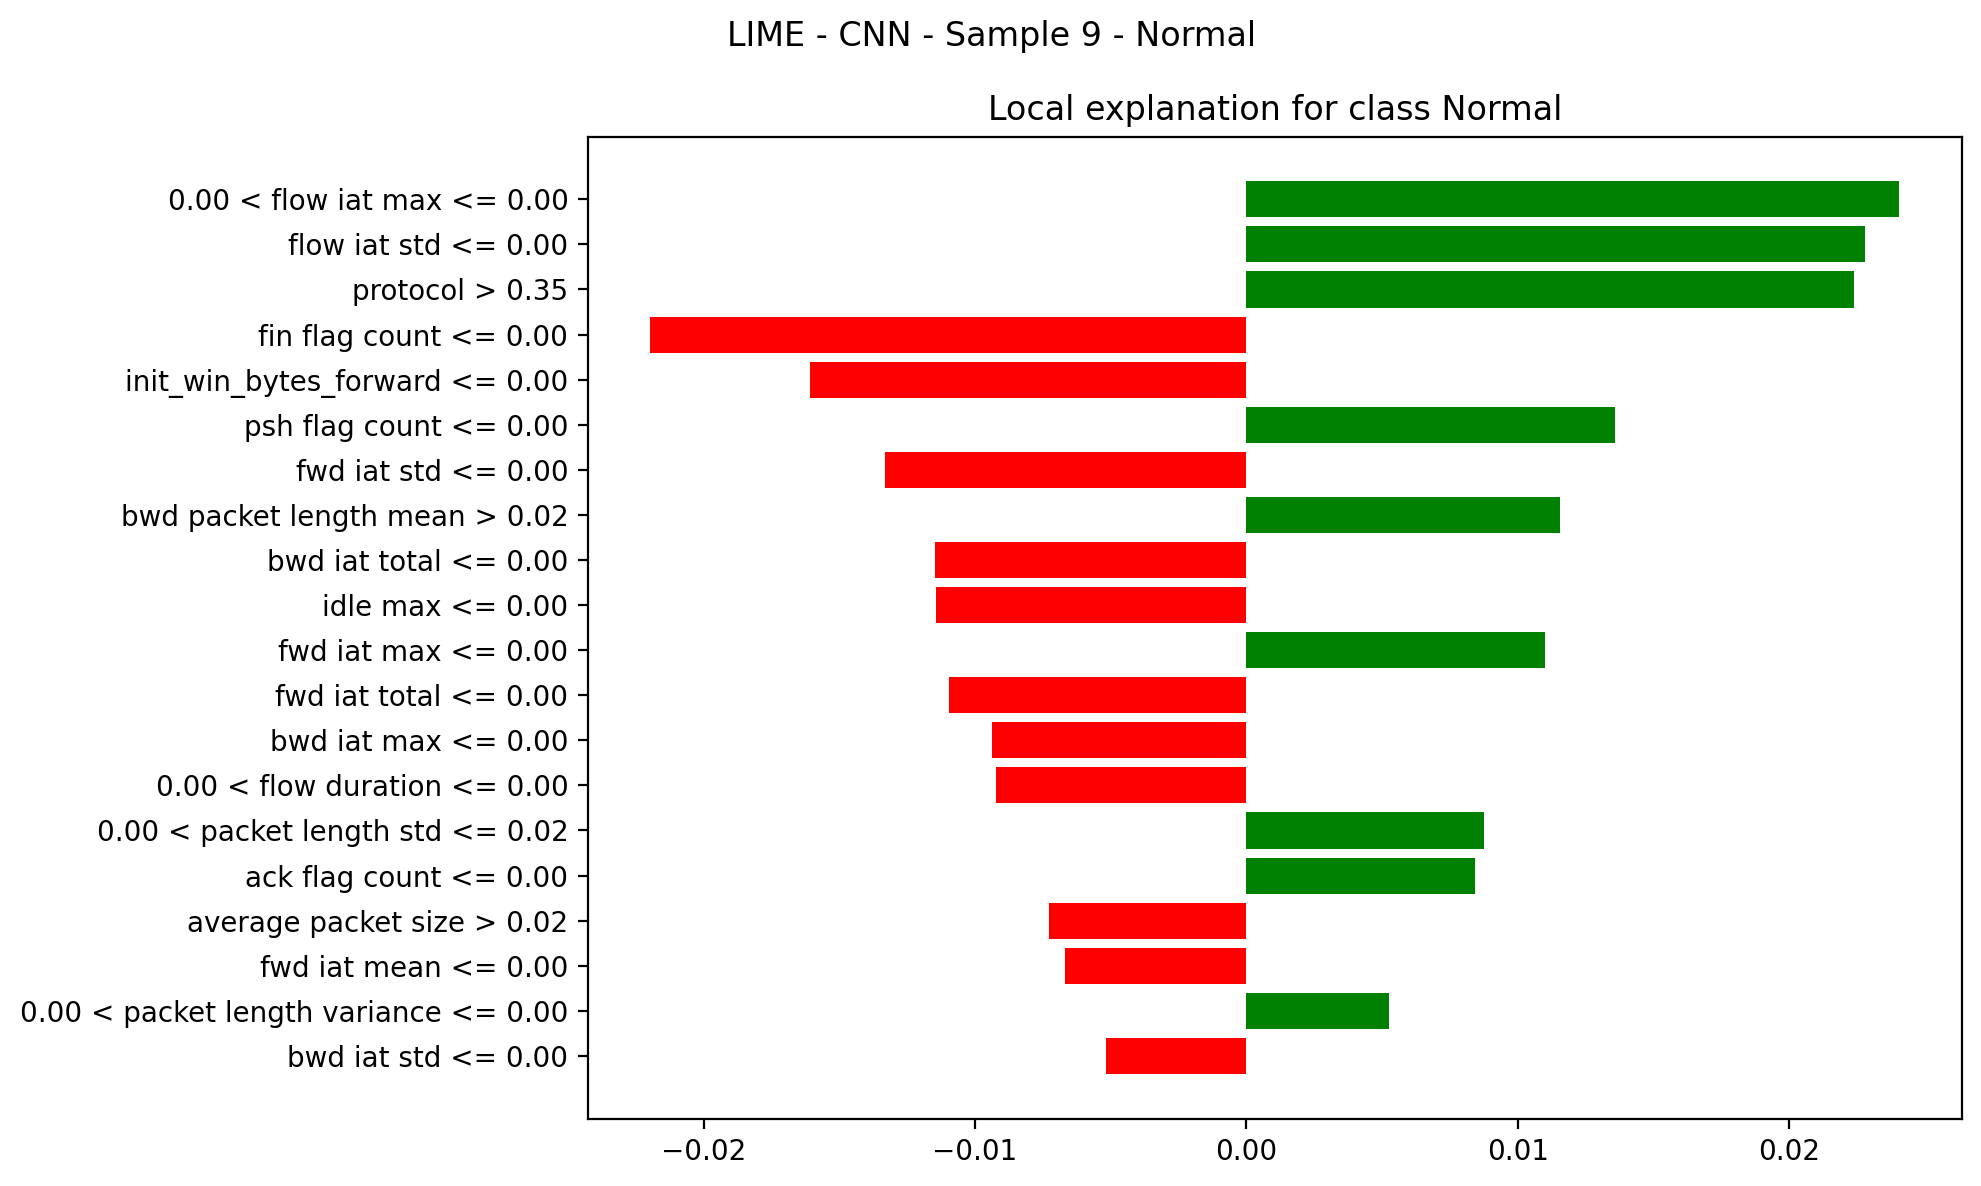 LIME - CNN - Sample 9 - Normal
Local explanation for class Normal
0.00 < flow iat max <= 0.00
flow iat std <= 0.00
protocol > 0.35
fin flag count <= 0.00
init_win_bytes_forward <= 0.00
psh flag count <= 0.00
fwd iat std <= 0.00
bwd packet length mean > 0.02
bwd iat total <= 0.00
idle max <= 0.00
fwd iat max <= 0.00
fwd iat total <= 0.00
bwd iat max <= 0.00
0.00 < flow duration <= 0.00
0.00 < packet length std <= 0.02
ack flag count <= 0.00
average packet size > 0.02
fwd iat mean <= 0.00
0.00 < packet length variance <= 0.00
bwd iat std <= 0.00
−0.02 −0.01 0.00 0.01 0.02